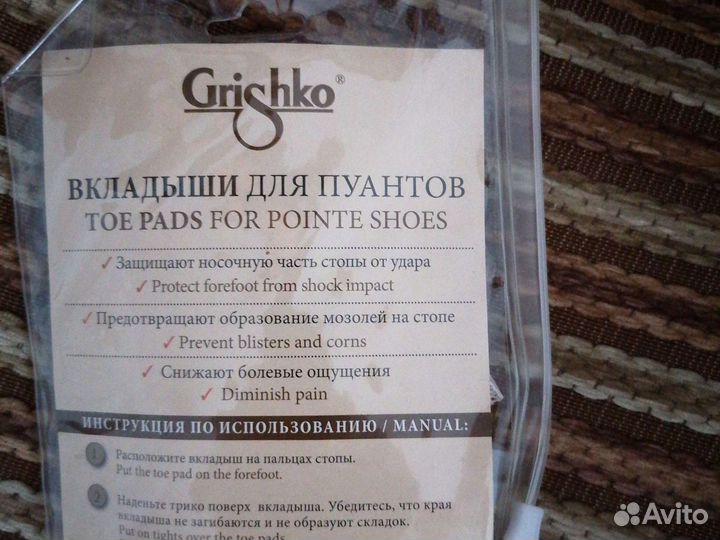 Grishko®
ВКЛАДЫШИ ДЛЯ ПУАНТОВ
TOE PADS FOR POINTE SHOES
✓ Защищают носочную часть стопы от удара
✓ Protect forefoot from shock impact
✓ Предотвращают образование мозолей на стопе
✓ Prevent blisters and corns
✓ Снижают болевые ощущения
✓ Diminish pain
ИНСТРУКЦИЯ ПО ИСПОЛЬЗОВАНИЮ / MANUAL:
1 Расположите вкладыш на пальцах стопы.
Put the toe pad on the forefoot.
2 Наденьте трико поверх вкладыша. Убедитесь, что края
вкладыша не загибаются и не образуют складок.
Put on tights over the toe pads.
Avito